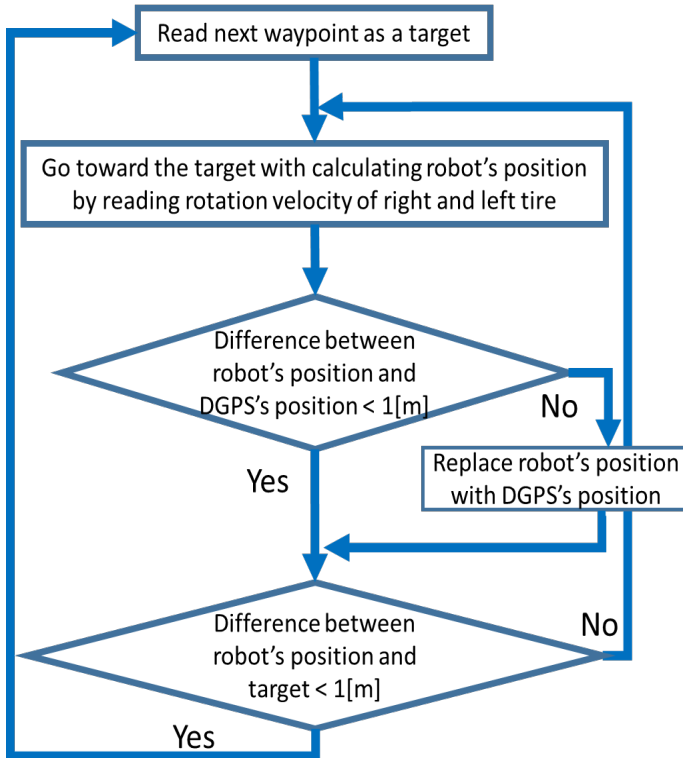 Read next waypoint as a target
Go toward the target with calculating robot's position
by reading rotation velocity of right and left tire
Difference between
robot's position and
DGPS's position < 1[m]
No
Yes
Replace robot's position
with DGPS's position
Difference between
robot's position and
target < 1[m]
No
Yes